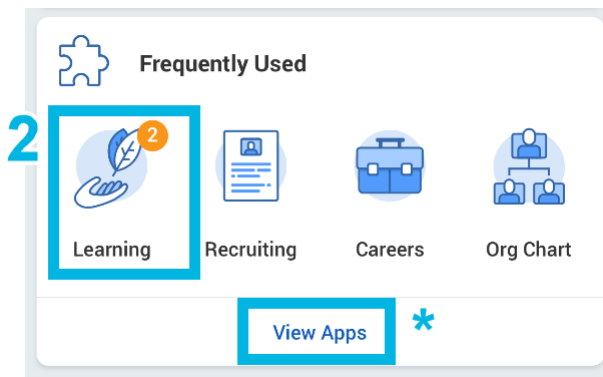 Frequently Used
2
2
Learning
Recruiting
Careers
Org Chart
View Apps *